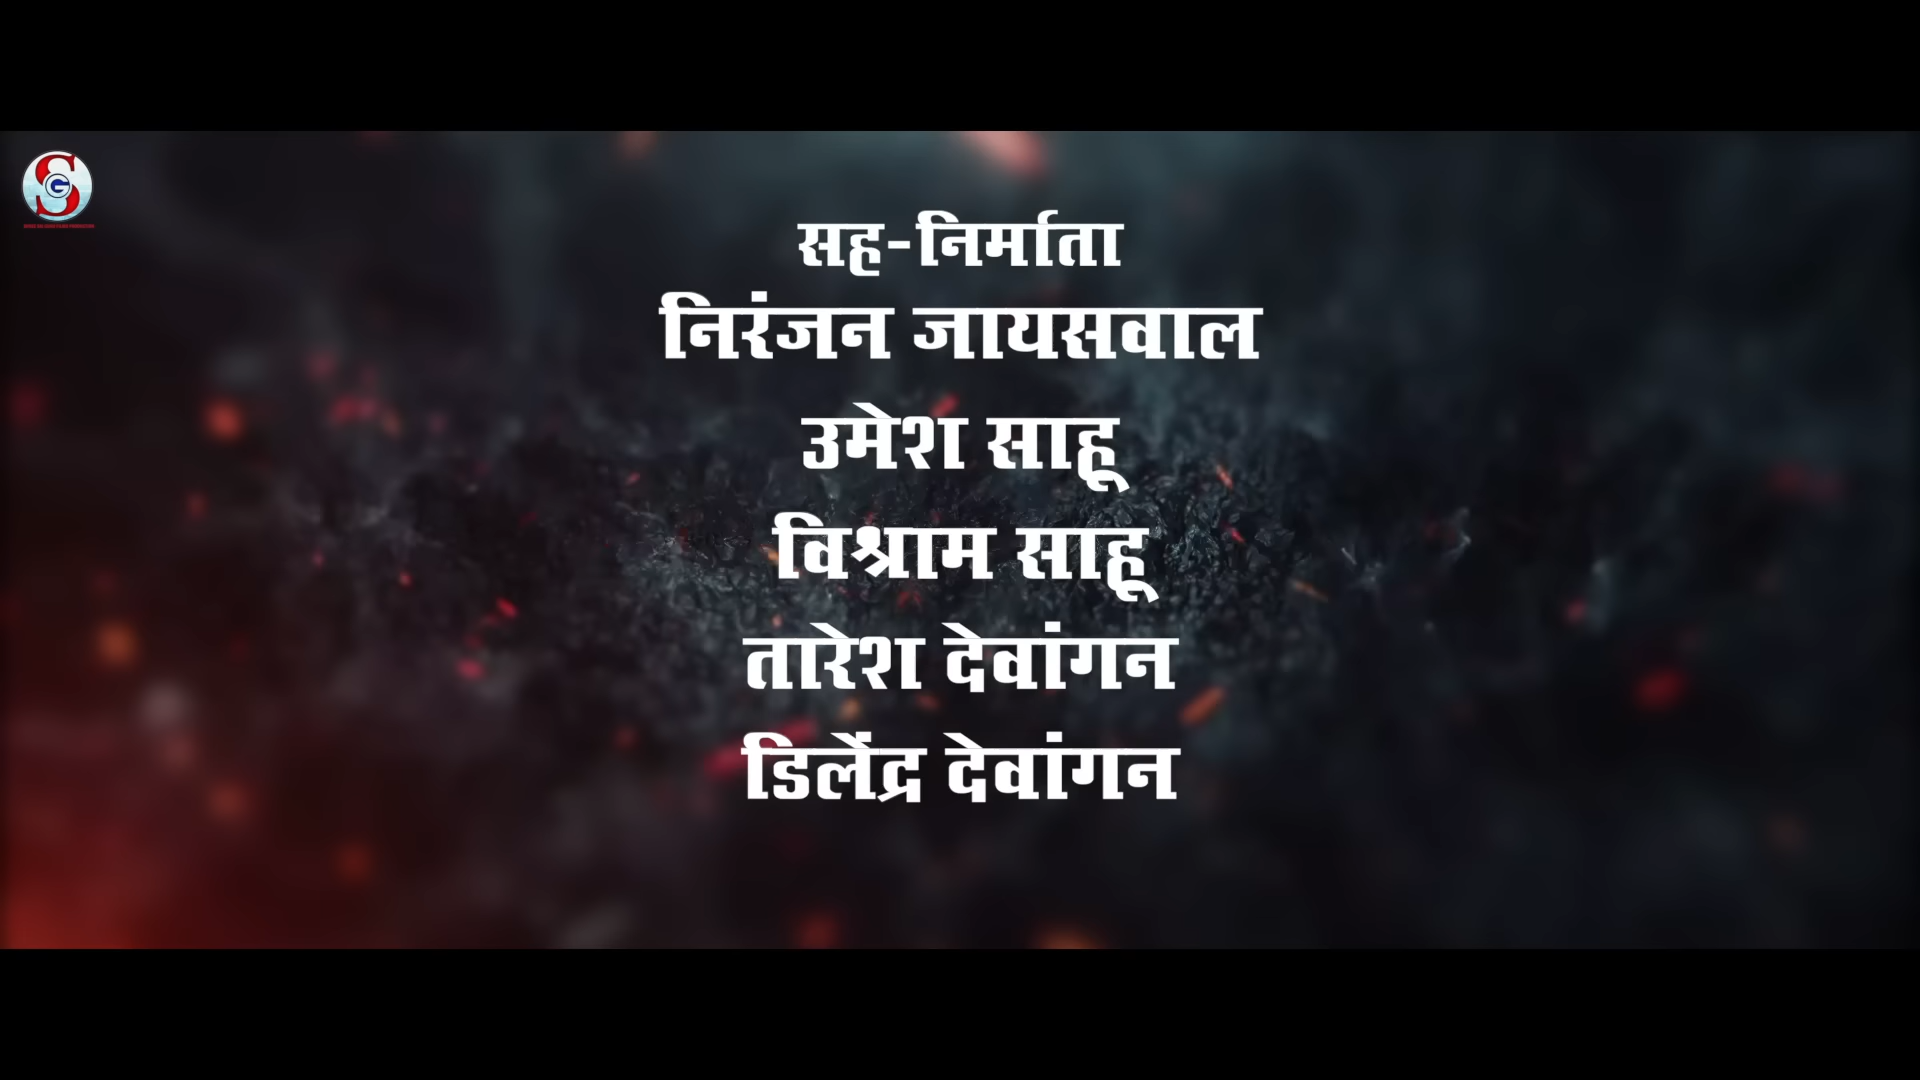 सह-निर्माता
निरंजन जायसवाल
उमेश साहू
विश्राम साहू
तारेश देवांगन
डिलेंद्र देवांगन